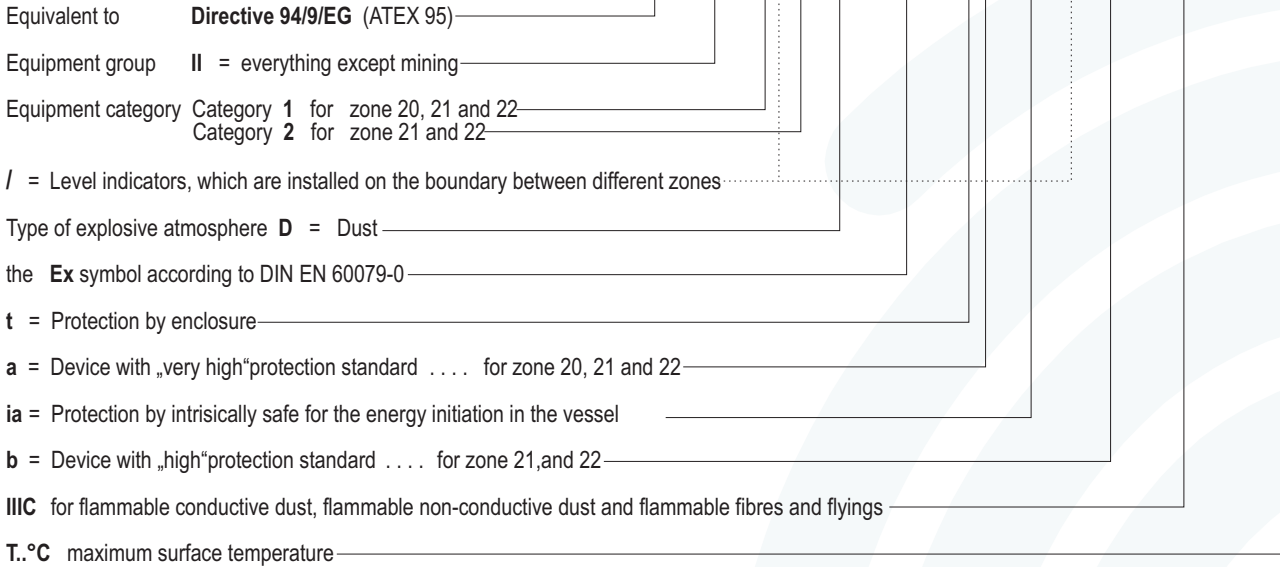 Equivalent to Directive 94/9/EG (ATEX 95)
Equipment group II = everything except mining
Equipment category Category 1 for zone 20, 21 and 22
Category 2 for zone 21 and 22
/ = Level indicators, which are installed on the boundary between different zones
Type of explosive atmosphere D = Dust
the Ex symbol according to DIN EN 60079-0
t = Protection by enclosure
a = Device with „very high“protection standard . . . . for zone 20, 21 and 22
ia = Protection by intrisically safe for the energy initiation in the vessel
b = Device with „high“protection standard . . . . for zone 21,and 22
IIIC for flammable conductive dust, flammable non-conductive dust and flammable fibres and flyings
T..°C maximum surface temperature